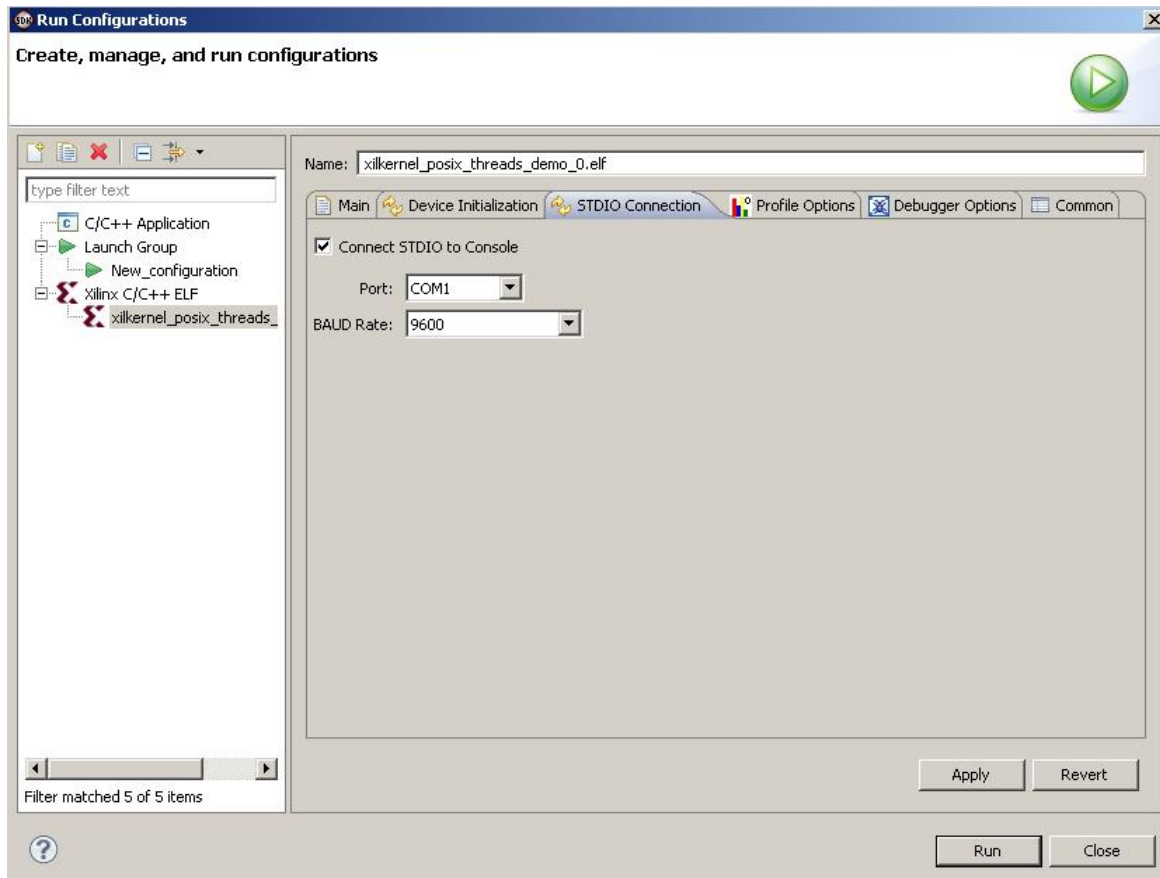 Run Configurations
Create, manage, and run configurations
type filter text
C/C++ Application
Launch Group
New_configuration
Xilinx C/C++ ELF
xilkernel_posix_threads_
Filter matched 5 of 5 items
Name: xilkernel_posix_threads_demo_0.elf
Main Device Initialization STDIO Connection Profile Options Debugger Options Common
Connect STDIO to Console
Port: COM1
BAUD Rate: 9600
Apply Revert
Run Close